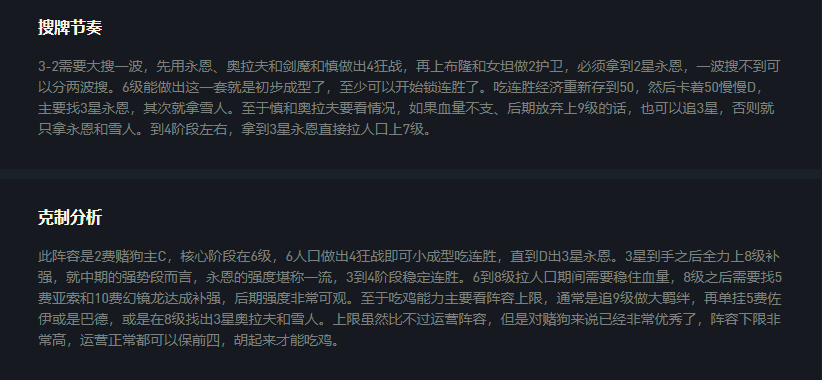 搜牌节奏
3-2需要大搜一波，先用永恩、奥拉夫和剑魔和慎做出4狂战，再上布隆和女坦做2护卫，必须拿到2星永恩，一波搜不到可
以分两波搜。6级能做出这一套就是初步成型了，至少可以开始锁连胜了。吃连胜经济重新存到50，然后卡着50慢慢D，
主要找3星永恩，其次就拿雪人。至于慎和奥拉夫要看情况，如果血量不支、后期放弃上9级的话，也可以追3星，否则就
只拿永恩和雪人。到4阶段左右，拿到3星永恩直接拉人口上7级。
克制分析
此阵容是2费赌狗主C，核心阶段在6级，6人口做出4狂战即可小成型吃连胜，直到D出3星永恩。3星到手之后全力上8级补
强，就中期的强势段而言，永恩的强度堪称一流，3到4阶段稳定连胜。6到8级拉人口期间需要稳住血量，8级之后需要找5
费亚索和10费幻镜龙达成补强，后期强度非常可观。至于吃鸡能力主要看阵容上限，通常是追9级做大羁绊，再单挂5费佐
伊或是巴德，或是在8级找出3星奥拉夫和雪人。上限虽然比不过运营阵容，但是对赌狗来说已经非常优秀了，阵容下限非
常高，运营正常都可以保前四，胡起来才能吃鸡。